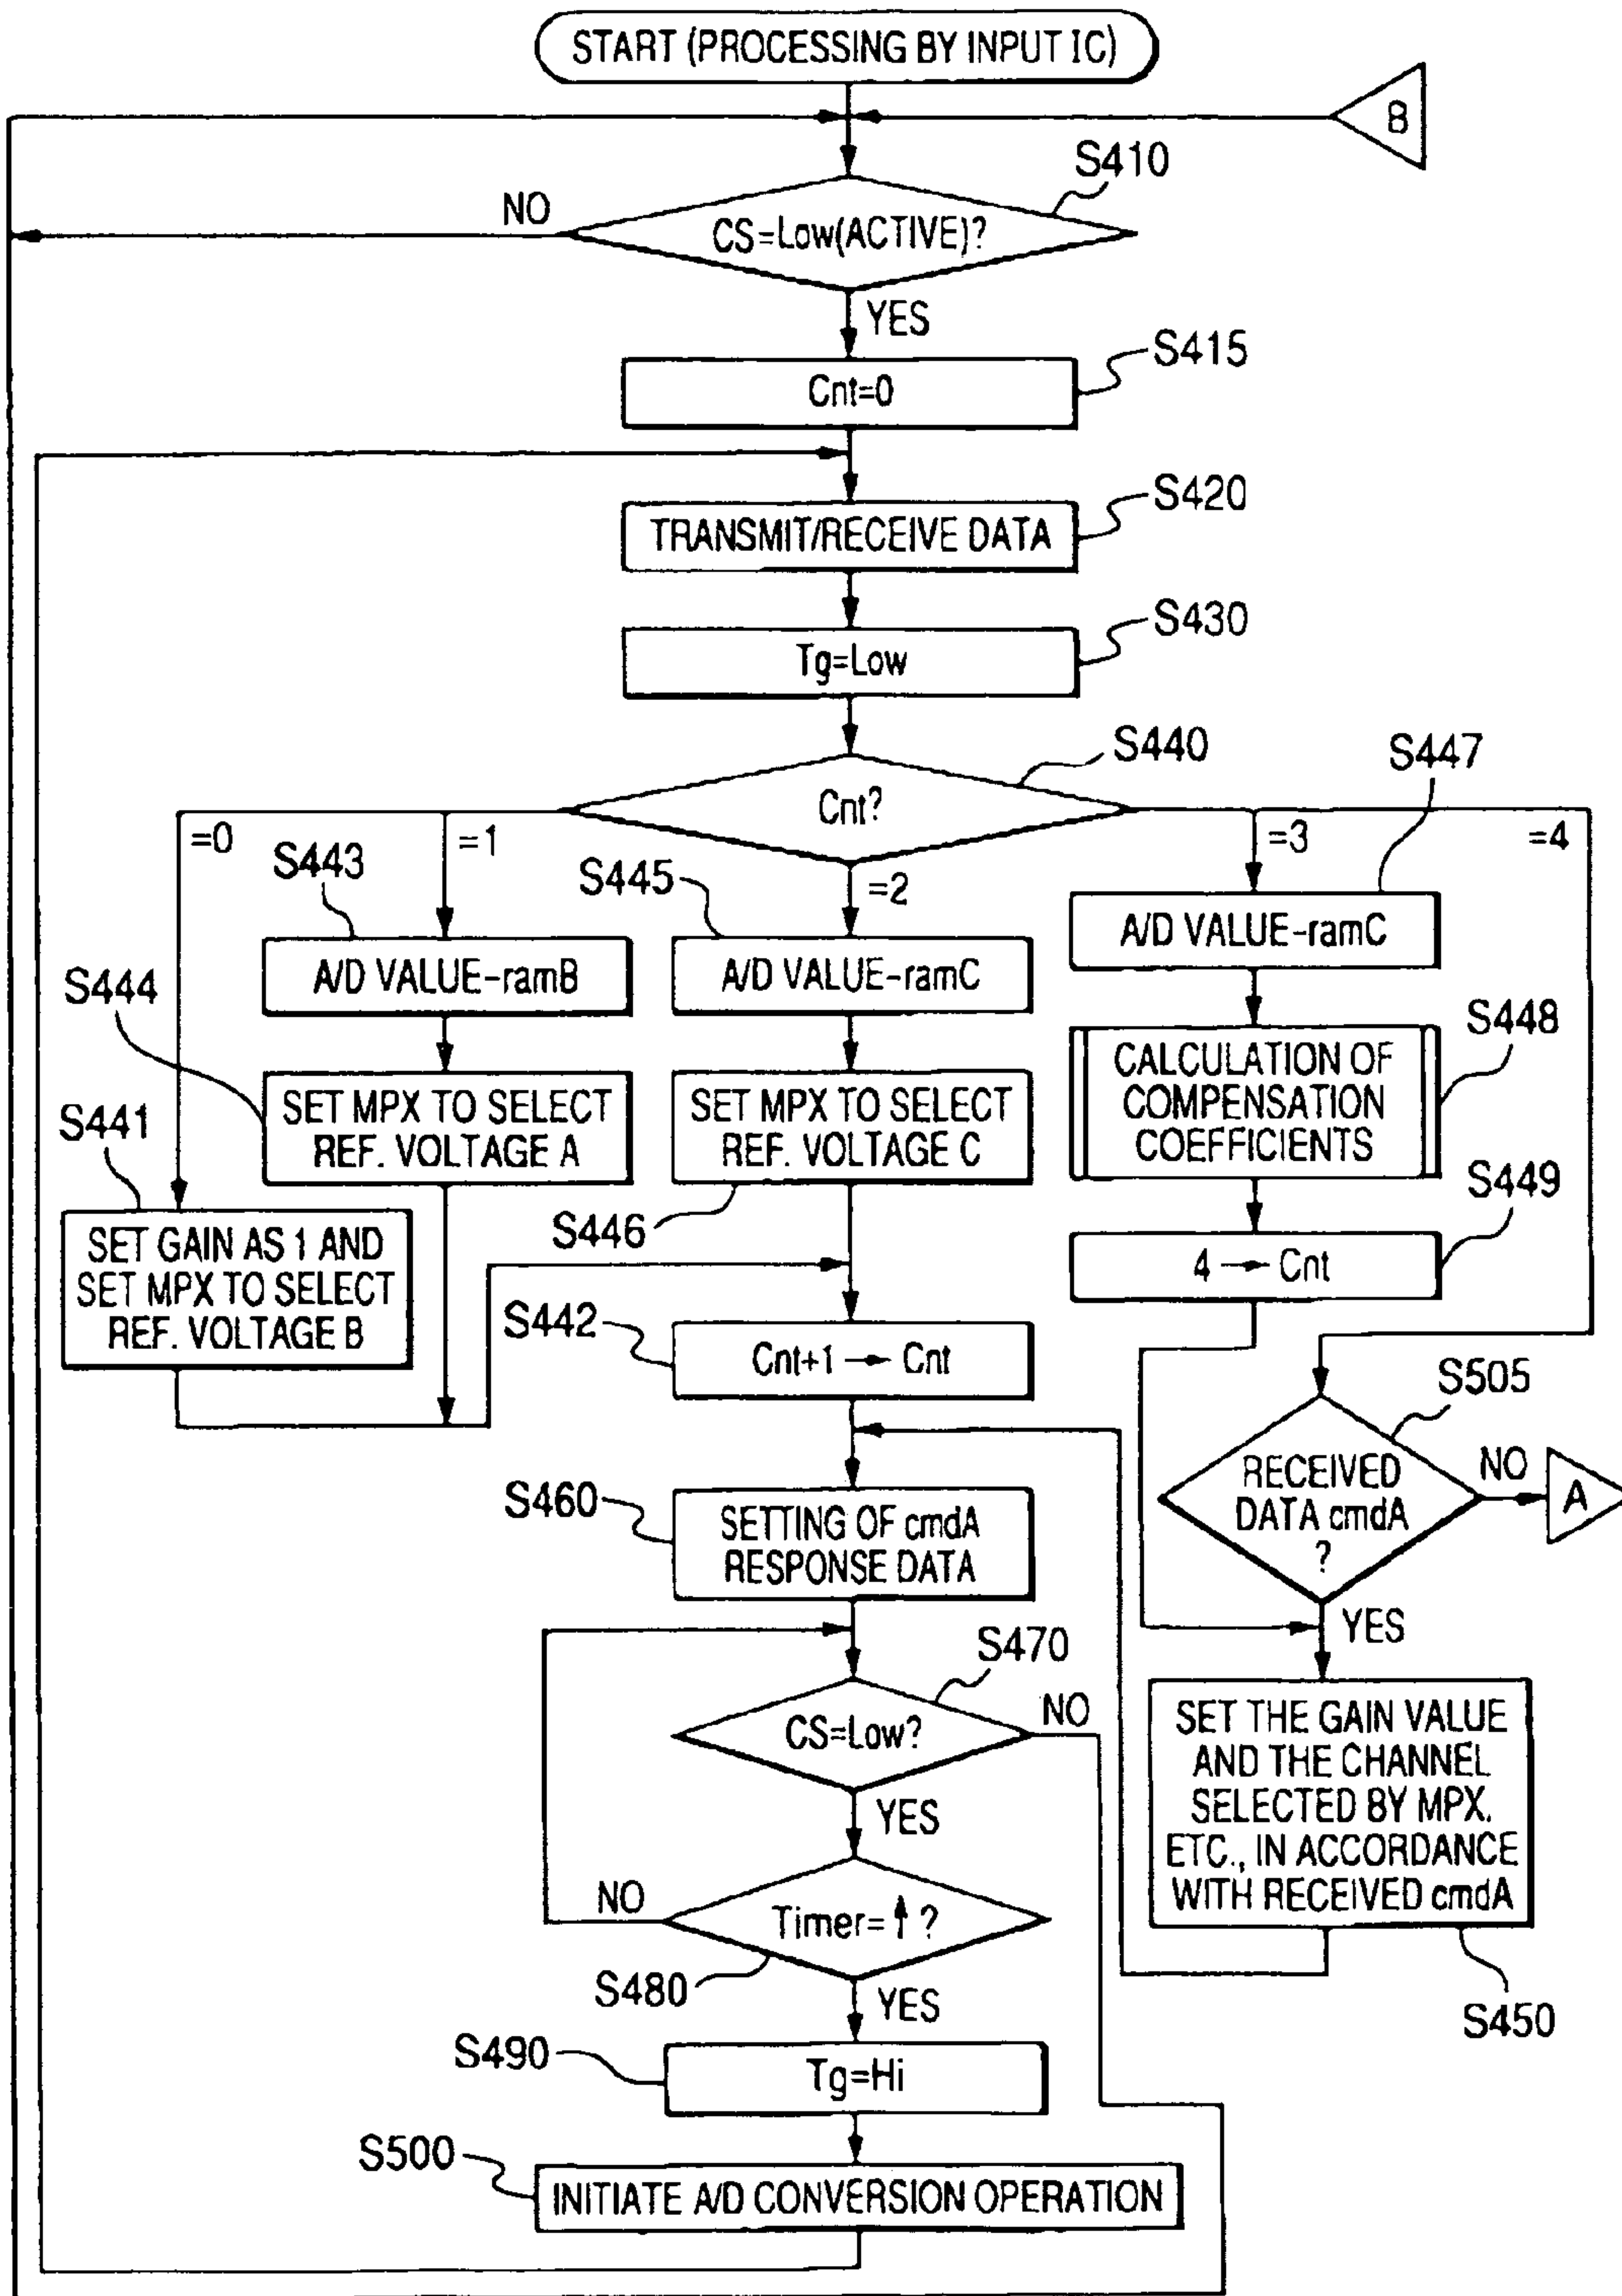 START (PROCESSING BY INPUT IC)
B
S410
NO
CS=Low(ACTIVE)?
YES
S415
Cnt=0
S420
TRANSMIT/RECEIVE DATA
S430
Tg=Low
S440
S447
Cnt?
=0
=1
=2
=3
=4
S443
S445
A/D VALUE-ramB
A/D VALUE-ramC
A/D VALUE-ramC
S444
S448
SET MPX TO SELECT
REF. VOLTAGE A
SET MPX TO SELECT
REF. VOLTAGE C
CALCULATION OF
COMPENSATION
COEFFICIENTS
S441
S446
S449
SET GAIN AS 1 AND
SET MPX TO SELECT
REF. VOLTAGE B
4 → Cnt
S442
Cnt+1 → Cnt
S505
RECEIVED
DATA cmdA
?
NO
A
YES
S460
SETTING OF cmdA
RESPONSE DATA
S470
CS=Low?
NO
YES
SET THE GAIN VALUE
AND THE CHANNEL
SELECTED BY MPX.
ETC., IN ACCORDANCE
WITH RECEIVED cmdA
S450
NO
Timer=↑?
S480
YES
S490
Tg=Hi
S500
INITIATE A/D CONVERSION OPERATION